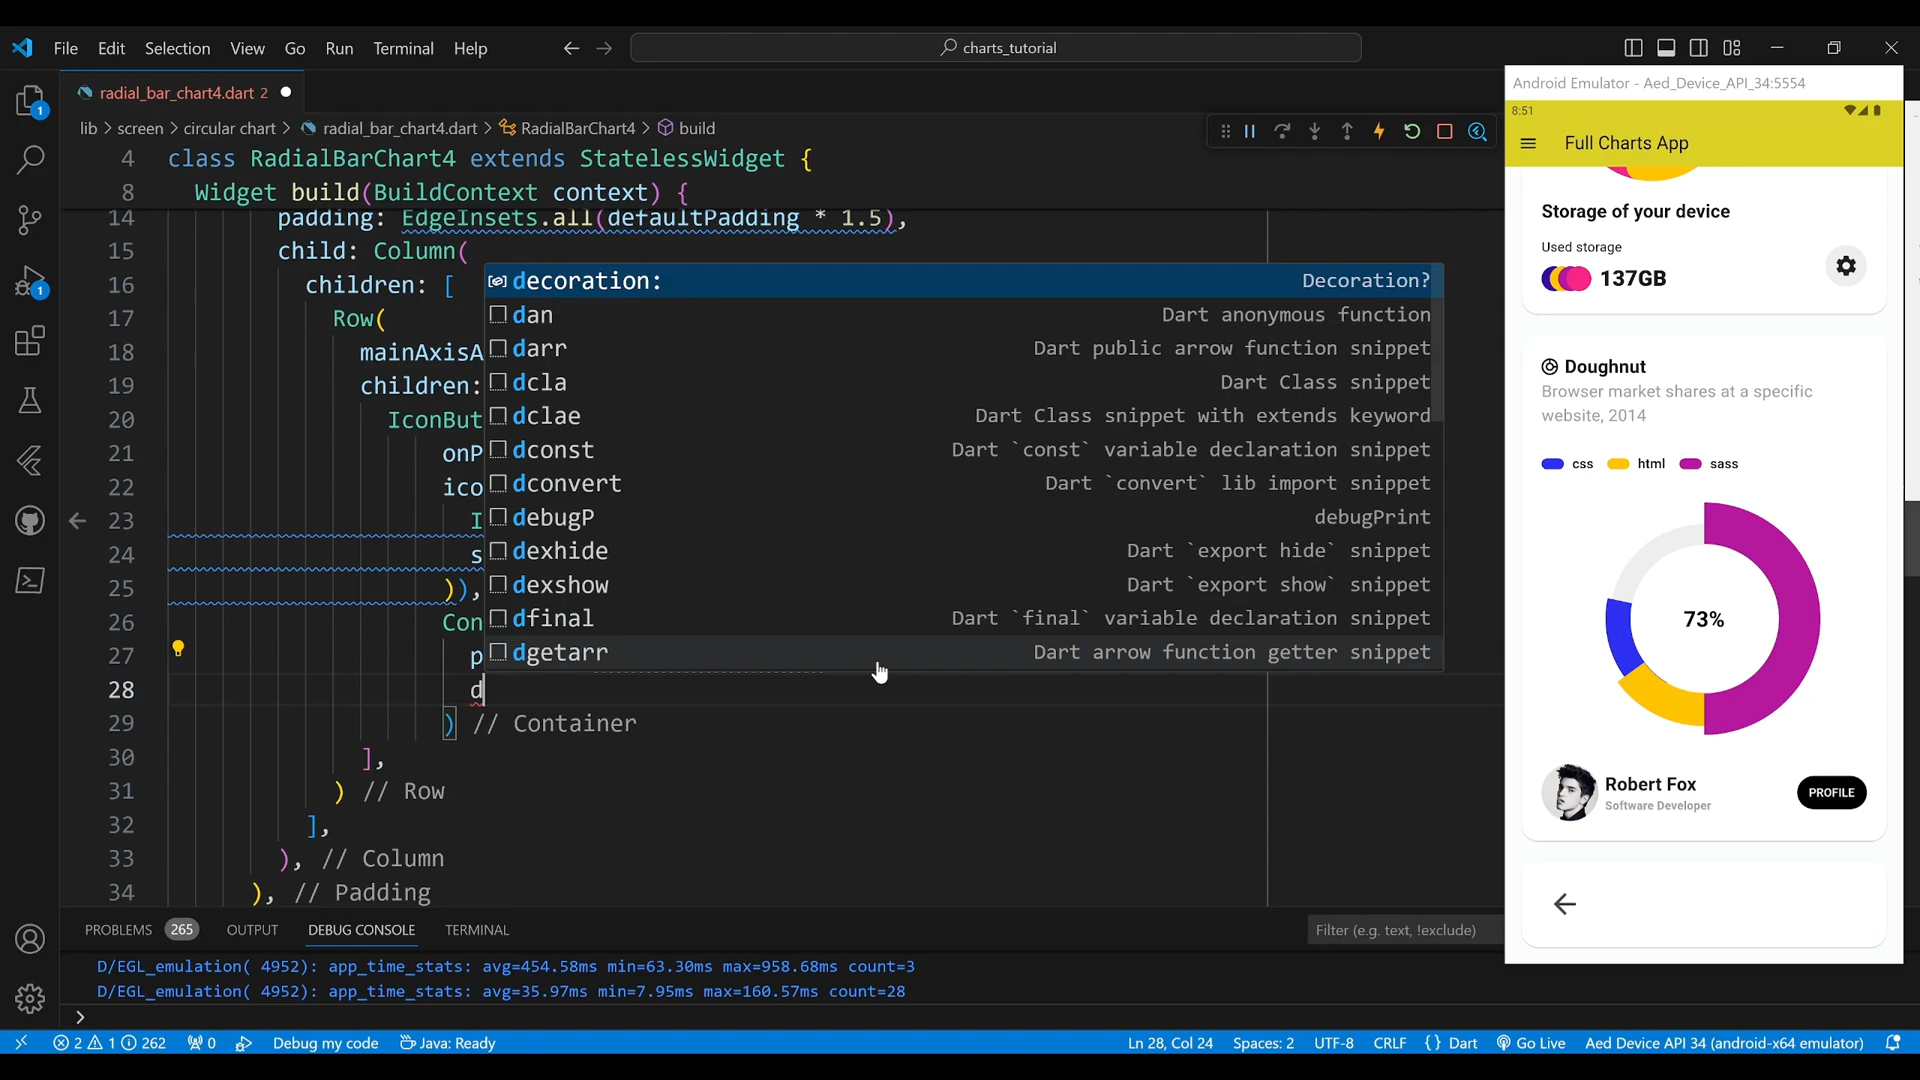 File Edit Selection View Go Run Terminal Help
charts_tutorial
radial_bar_chart4.dart 2
lib > screen > circular chart > radial_bar_chart4.dart > RadialBarChart4 > build
4 class RadialBarChart4 extends StatelessWidget {
8 Widget build(BuildContext context) {
14 padding: EdgeInsets.all(defaultPadding * 1.5),
15 child: Column(
16 children: [
17 Row(
18 mainAxisA
19 children:
20 IconBut
21 onP
22 ico
23 I
24 s
25 )),
26 Con
27 p
28 d
29 ) // Container
30 ],
31 ) // Row
32 ],
33 ), // Column
34 ), // Padding
decoration: Decoration?
dan Dart anonymous function
darr Dart public arrow function snippet
dcla Dart Class snippet
dclae Dart Class snippet with extends keyword
dconst Dart `const` variable declaration snippet
dconvert Dart `convert` lib import snippet
debugP debugPrint
dexhide Dart `export hide` snippet
dexshow Dart `export show` snippet
dfinal Dart `final` variable declaration snippet
dgetarr Dart arrow function getter snippet
1
1
PROBLEMS 265 OUTPUT DEBUG CONSOLE TERMINAL
Filter (e.g. text, !exclude)
D/EGL_emulation( 4952): app_time_stats: avg=454.58ms min=63.30ms max=958.68ms count=3
D/EGL_emulation( 4952): app_time_stats: avg=35.97ms min=7.95ms max=160.57ms count=28
>
2 1 262 0 Debug my code Java: Ready
Ln 28, Col 24 Spaces: 2 UTF-8 CRLF { } Dart Go Live Aed Device API 34 (android-x64 emulator)
Android Emulator - Aed_Device_API_34:5554
8:51
Full Charts App
Storage of your device
Used storage
137GB
Doughnut
Browser market shares at a specific
website, 2014
css html sass
73%
Robert Fox
Software Developer
PROFILE